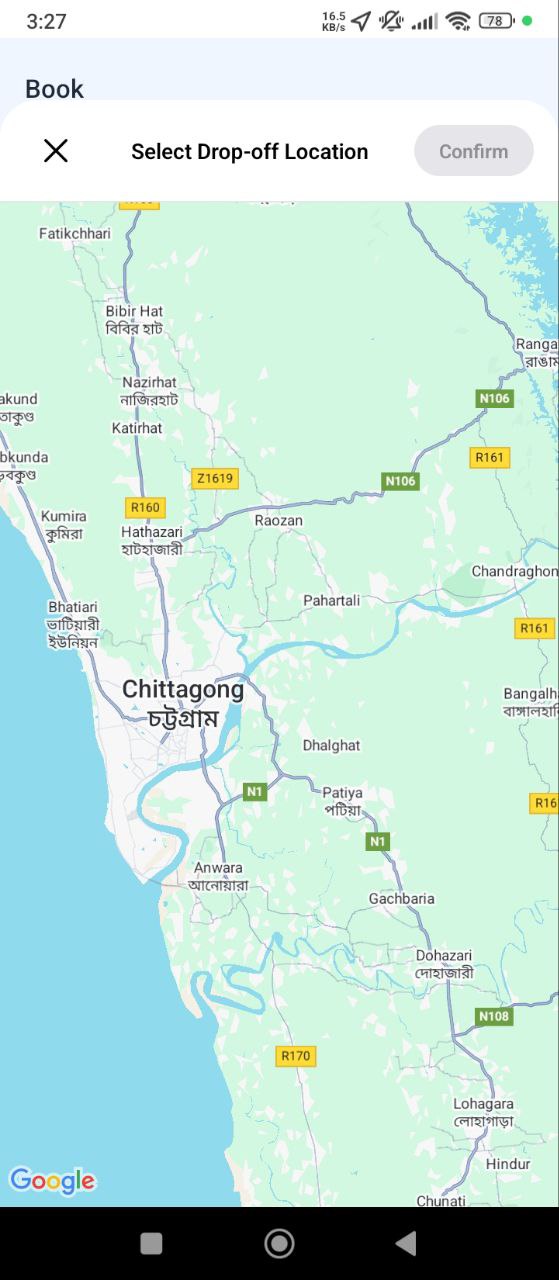 3:27
16.5
KB/s
78
Book
Select Drop-off Location
Confirm
Fatikchhari
Bibir Hat
বিবির হাট
Ranga
রাঙাম
Nazirhat
নাজিরহাট
N106
akund
তাকুণ্ড
Katirhat
bkunda
ড়বকুণ্ড
R161
Z1619
N106
R160
Kumira
কুমিরা
Raozan
Hathazari
হাটহাজারী
Chandraghon
Pahartali
Bhatiari
ভাটিয়ারী
ইউনিয়ন
R161
Chittagong
চট্টগ্রাম
Bangalha
বাঙ্গালহালি
Dhalghat
N1
Patiya
পটিয়া
R16
N1
Anwara
আনোয়ারা
Gachbaria
Dohazari
দোহাজারী
N108
R170
Lohagara
লোহাগাড়া
Hindur
Google
Chunati